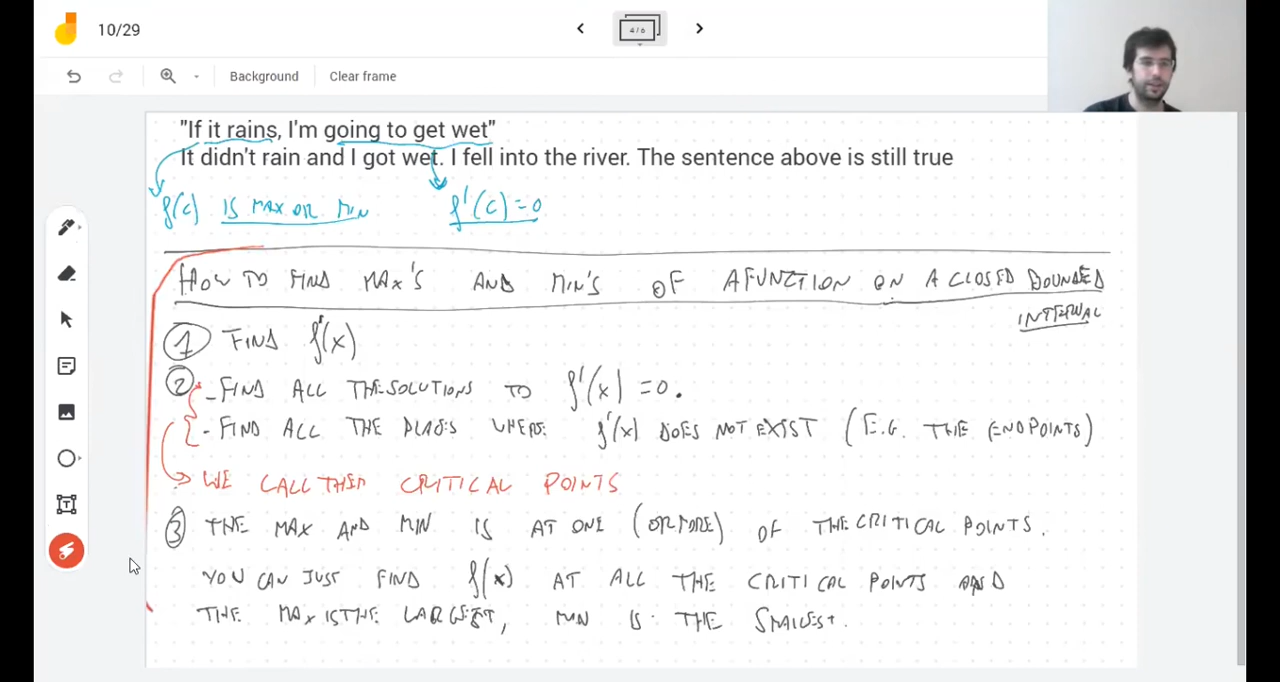 10/29
4/6
Background
Clear frame
"If it rains, I'm going to get wet"
It didn't rain and I got wet. I fell into the river. The sentence above is still true
f(c) IS MAX OR MIN f'(c)=0
HOW TO FIND MAX'S AND MIN'S OF A FUNCTION ON A CLOSED BOUNDED
INTERVAL
1 FIND f'(x)
2 - FIND ALL THE SOLUTIONS TO f'(x) = 0.
- FIND ALL THE PLACES WHERE f'(x) DOES NOT EXIST (E.G. THE ENDPOINTS)
WE CALL THEM CRITICAL POINTS
3 THE MAX AND MIN IS AT ONE (OR MORE) OF THE CRITICAL POINTS.
YOU CAN JUST FIND f(x) AT ALL THE CRITICAL POINTS AND
THE MAX IS THE LARGEST, MIN IS THE SMALLEST.